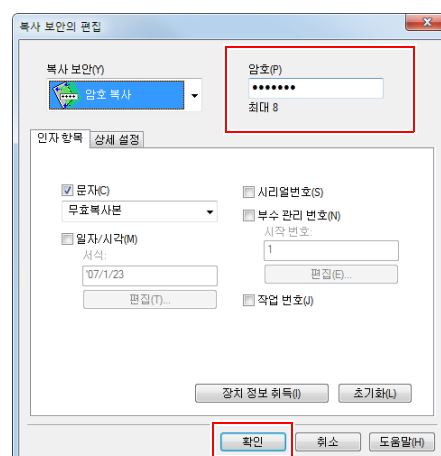 복사 보안의 편집
복사 보안(Y)
암호 복사
암호(P)
•••••••
최대 8
인자 항목
상세 설정
문자(C)
무효복사본
일자/시각(M)
서식:
'07/1/23
편집(T)...
시리얼번호(S)
부수 관리 번호(N)
시작 번호:
1
편집(E)...
작업 번호(J)
장치 정보 취득(I)
초기화(L)
확인
취소
도움말(H)